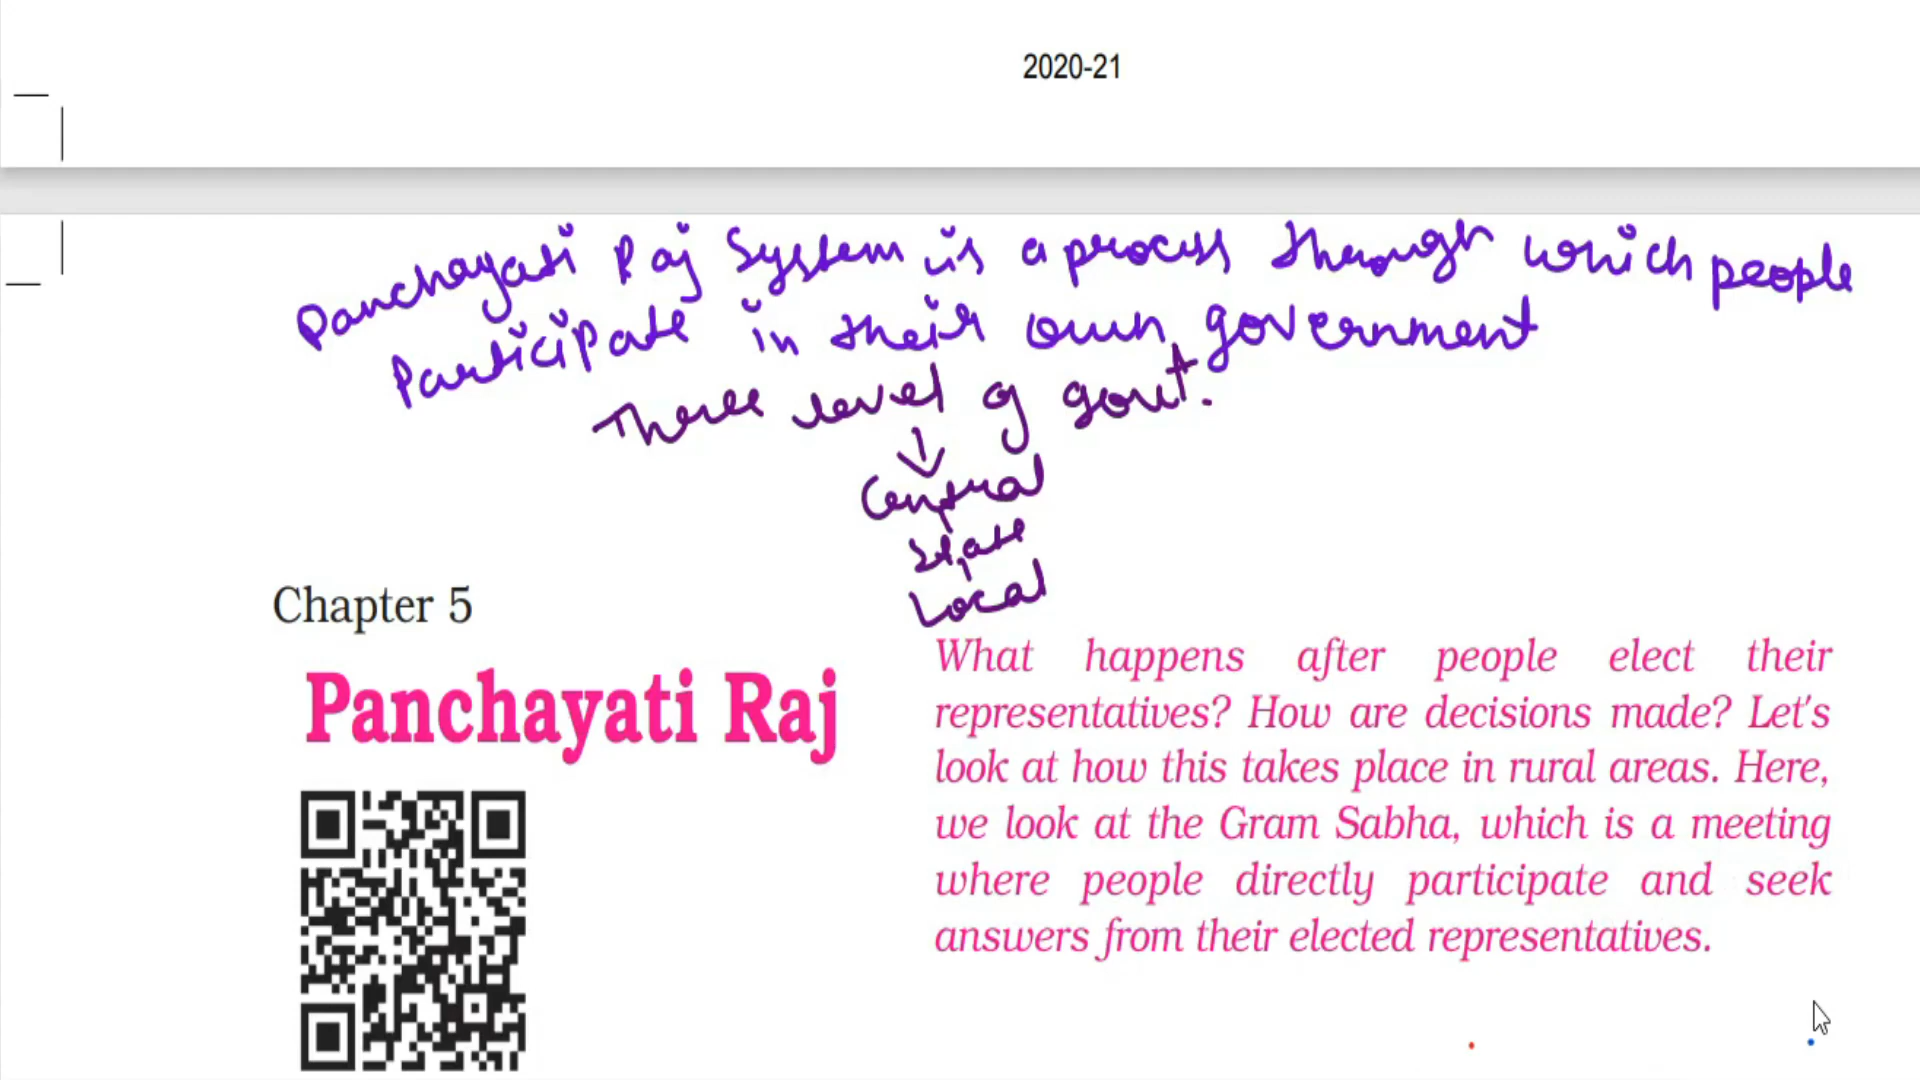 2020-21
Panchayati Raj System is a process through which people
Participate in their own government
Three level of govt.
Central
State
Local
Chapter 5
Panchayati Raj
What happens after people elect their
representatives? How are decisions made? Let's
look at how this takes place in rural areas. Here,
we look at the Gram Sabha, which is a meeting
where people directly participate and seek
answers from their elected representatives.